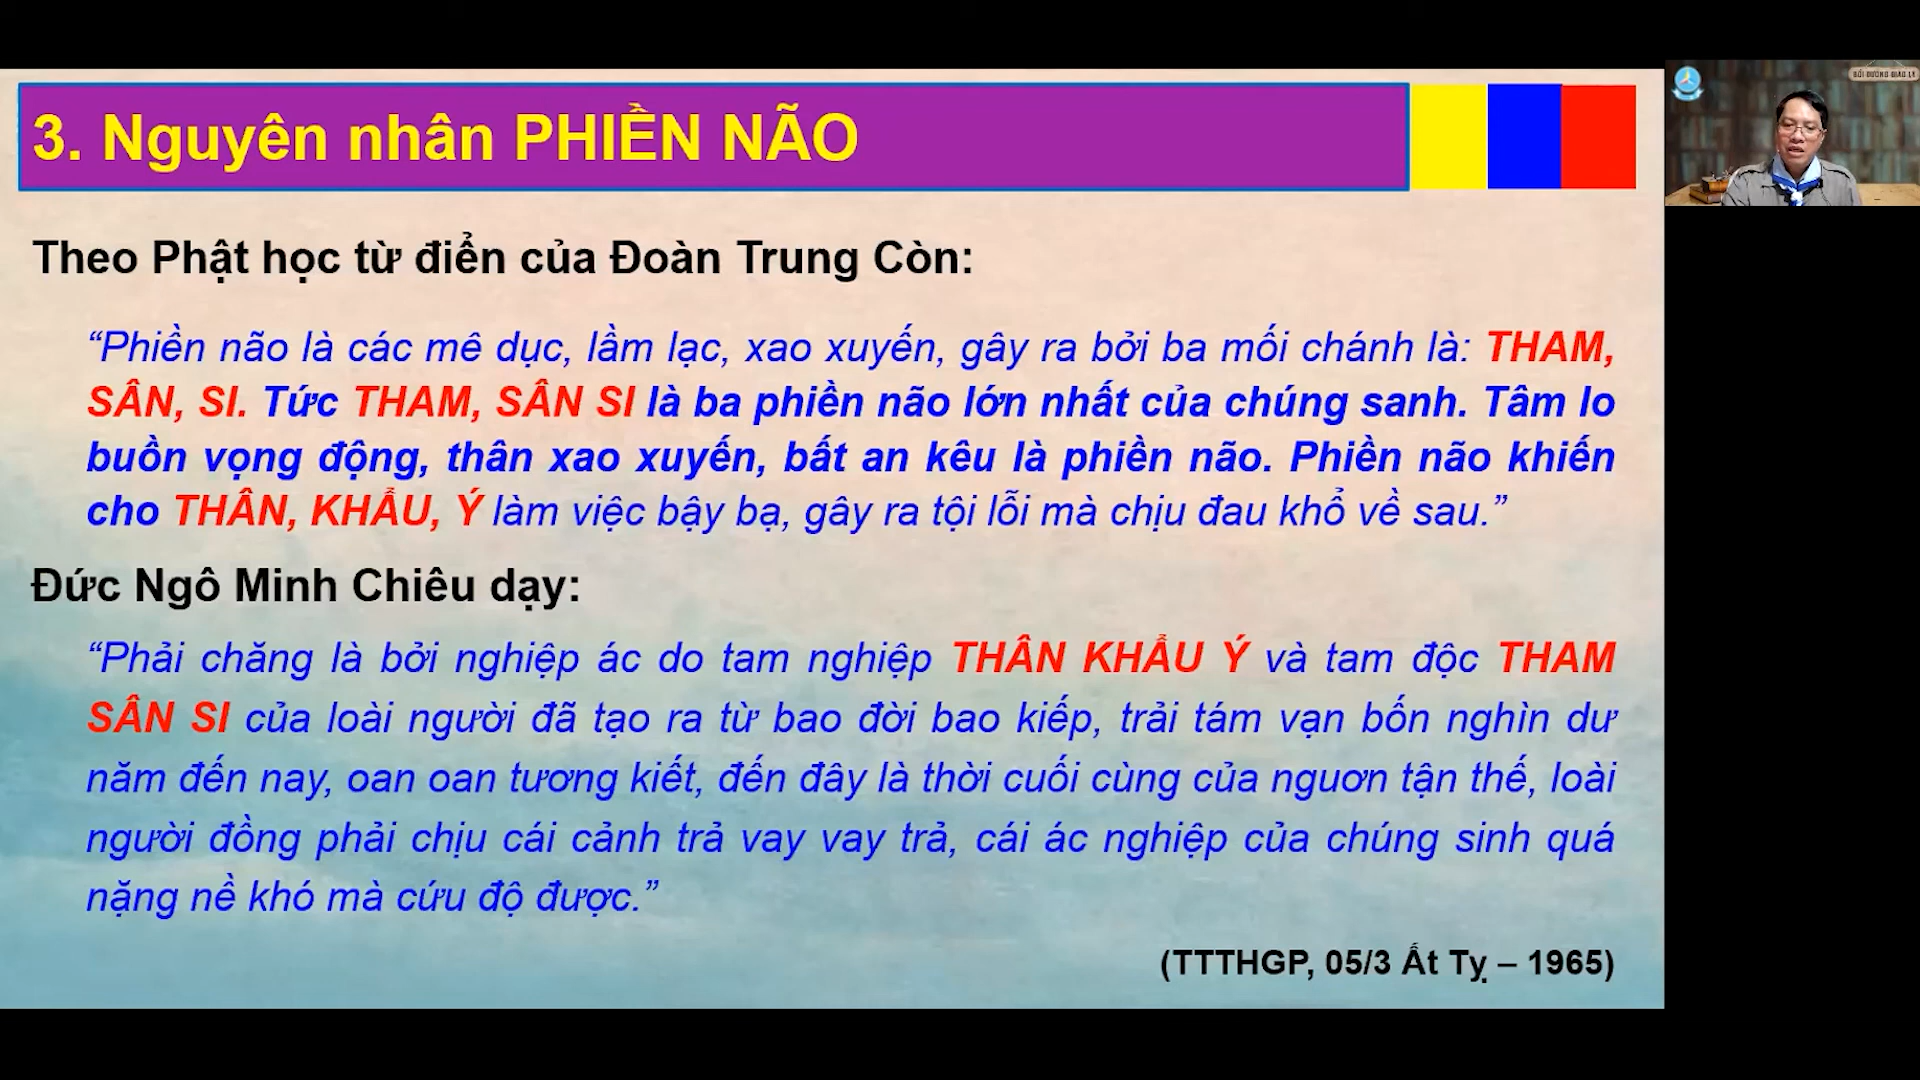 3. Nguyên nhân PHIỀN NÃO
BỒI DƯỠNG GIÁO LÝ
Theo Phật học từ điển của Đoàn Trung Còn:
“Phiền não là các mê dục, lầm lạc, xao xuyến, gây ra bởi ba mối chánh là: THAM,
SÂN, SI. Tức THAM, SÂN SI là ba phiền não lớn nhất của chúng sanh. Tâm lo
buồn vọng động, thân xao xuyến, bất an kêu là phiền não. Phiền não khiến
cho THÂN, KHẨU, Ý làm việc bậy bạ, gây ra tội lỗi mà chịu đau khổ về sau.”
Đức Ngô Minh Chiêu dạy:
“Phải chăng là bởi nghiệp ác do tam nghiệp THÂN KHẨU Ý và tam độc THAM
SÂN SI của loài người đã tạo ra từ bao đời bao kiếp, trải tám vạn bốn nghìn dư
năm đến nay, oan oan tương kiết, đến đây là thời cuối cùng của nguơn tận thế, loài
người đồng phải chịu cái cảnh trả vay vay trả, cái ác nghiệp của chúng sinh quá
nặng nề khó mà cứu độ được.”
(TTTHGP, 05/3 Ất Tỵ – 1965)